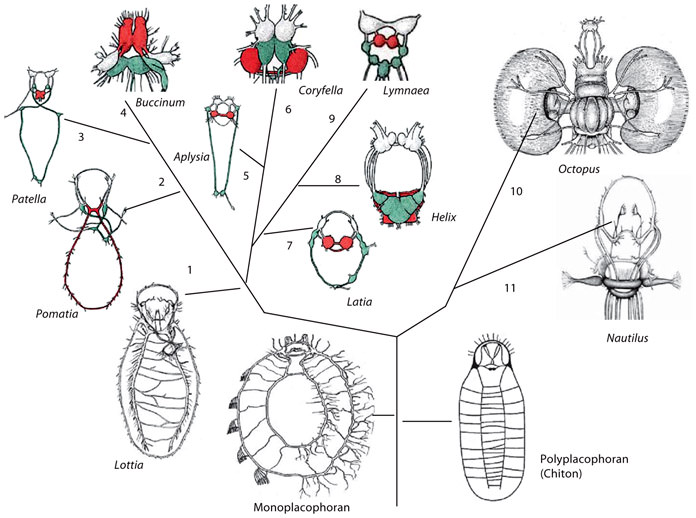 Buccinum
Coryfella
Lymnaea
4
6
9
Octopus
Aplysia
3
5
Patella
2
8
10
Helix
Pomatia
1
7
11
Latia
Nautilus
Lottia
Polyplacophoran
(Chiton)
Monoplacophoran